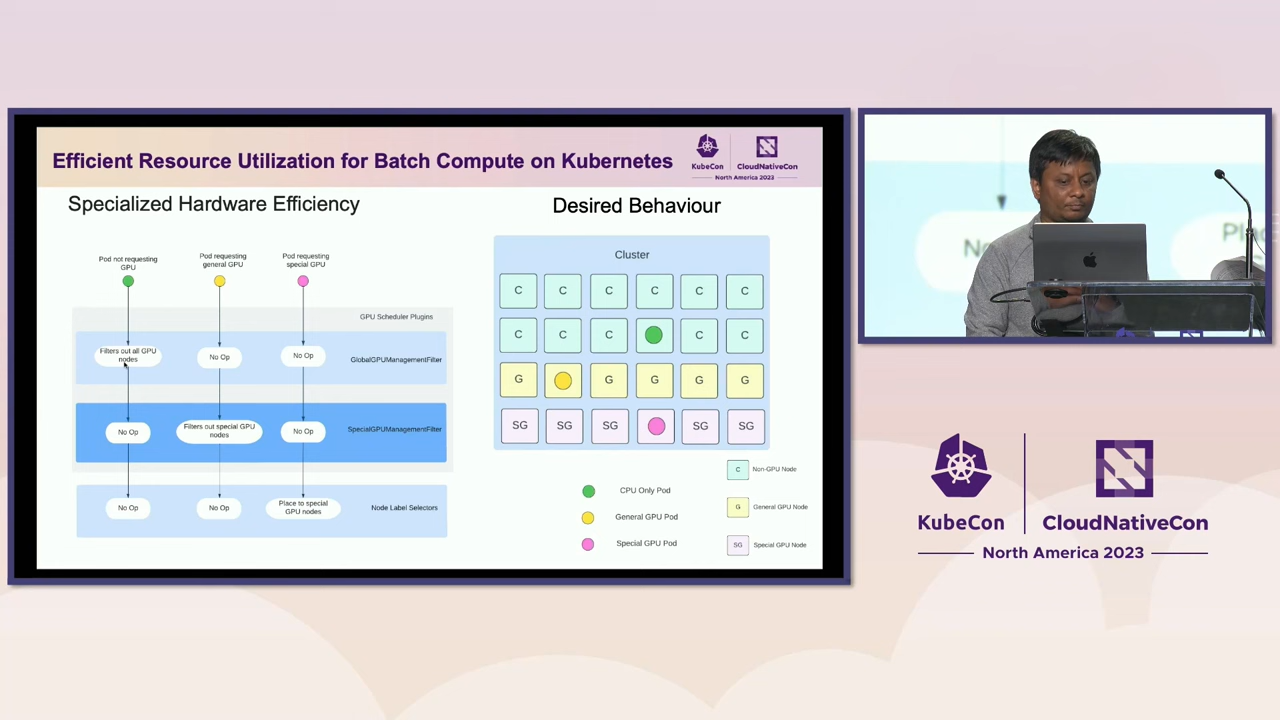 Efficient Resource Utilization for Batch Compute on Kubernetes
KubeCon
CloudNativeCon
North America 2023
Specialized Hardware Efficiency
Desired Behaviour
Pod not requesting
GPU
Pod requesting
general GPU
Pod requesting
special GPU
GPU Scheduler Plugins
Filters out all GPU
nodes
No Op
No Op
GlobalGPUManagementFilter
No Op
Filters out special GPU
nodes
No Op
SpecialGPUManagementFilter
No Op
No Op
Place to special
GPU nodes
Node Label Selectors
Cluster
C C C C C C
C C C C C
G G G G G
SG SG SG SG SG
CPU Only Pod
General GPU Pod
Special GPU Pod
C Non-GPU Node
G General GPU Node
SG Special GPU Node
KubeCon
CloudNativeCon
North America 2023